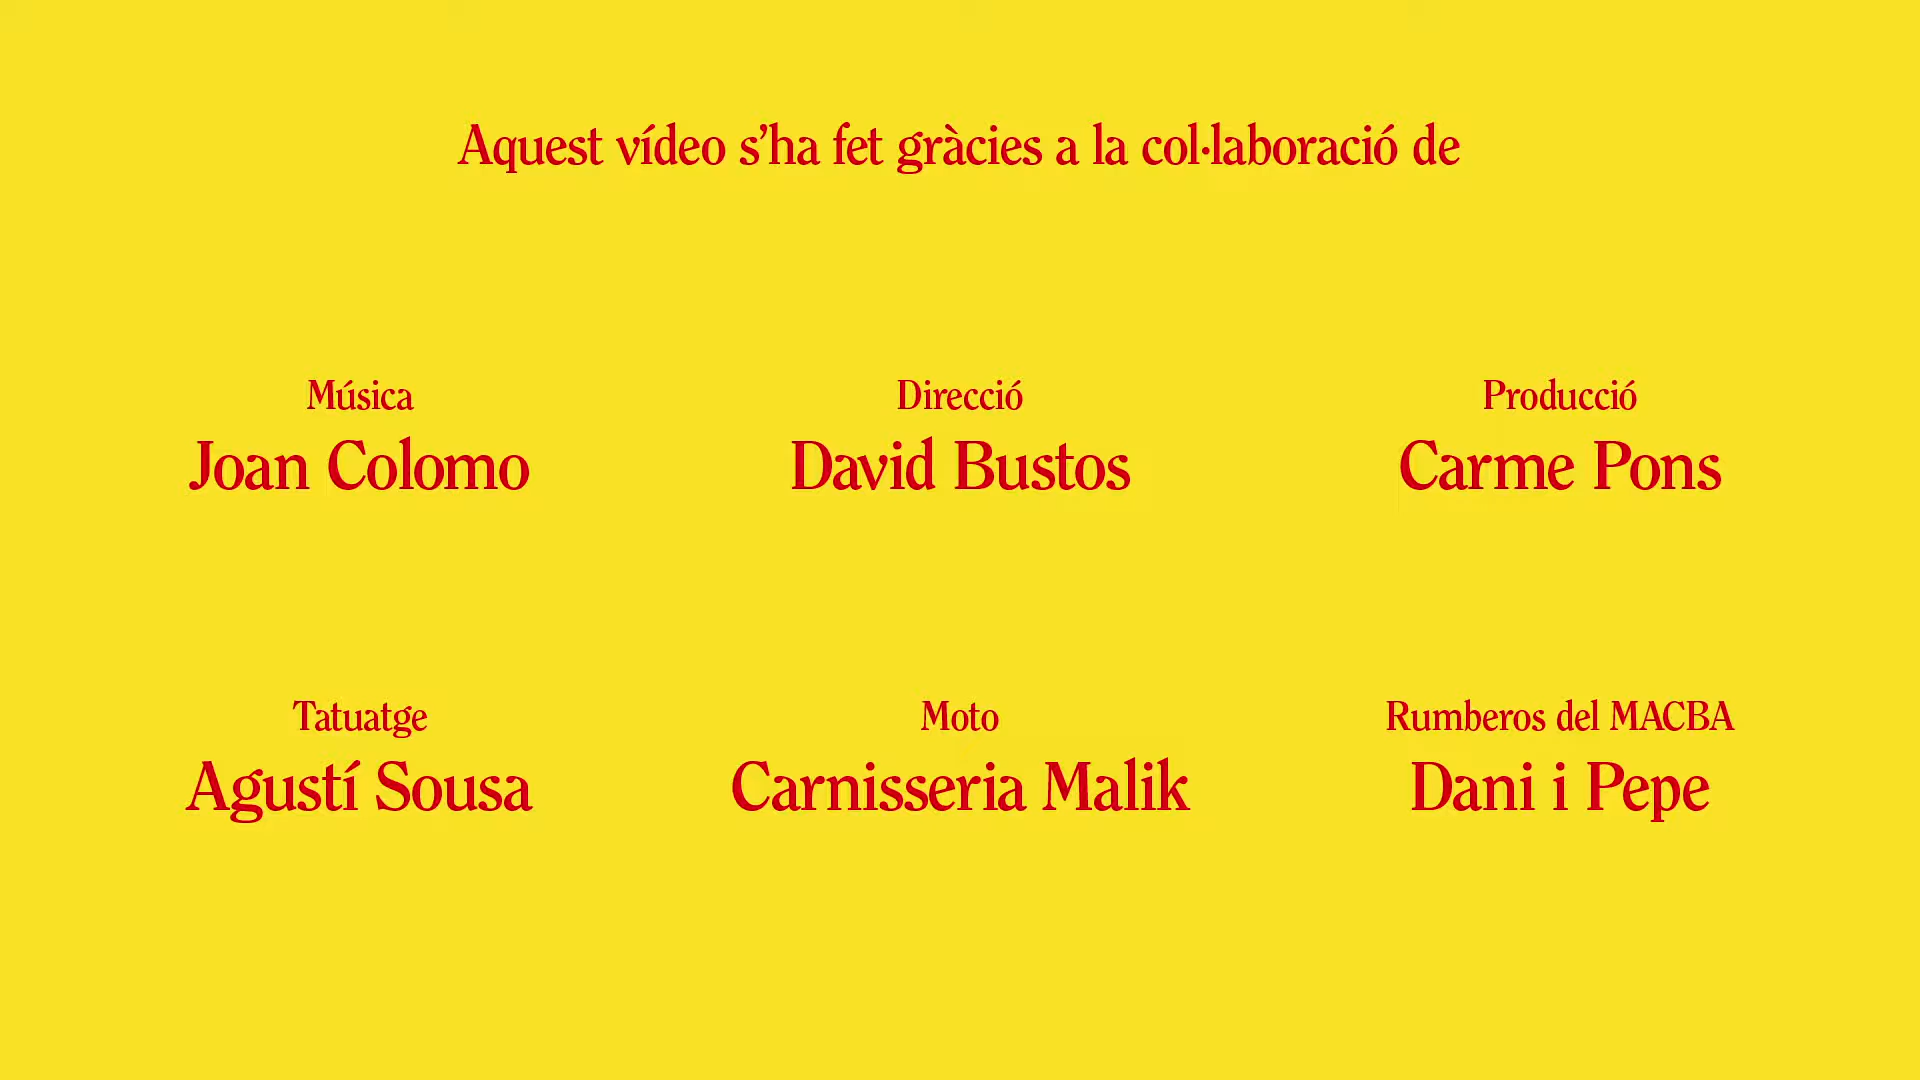 Aquest vídeo s’ha fet gràcies a la col·laboració de
Música
Joan Colomo
Direcció
David Bustos
Producció
Carme Pons
Tatuatge
Agustí Sousa
Moto
Carnisseria Malik
Rumberos del MACBA
Dani i Pepe